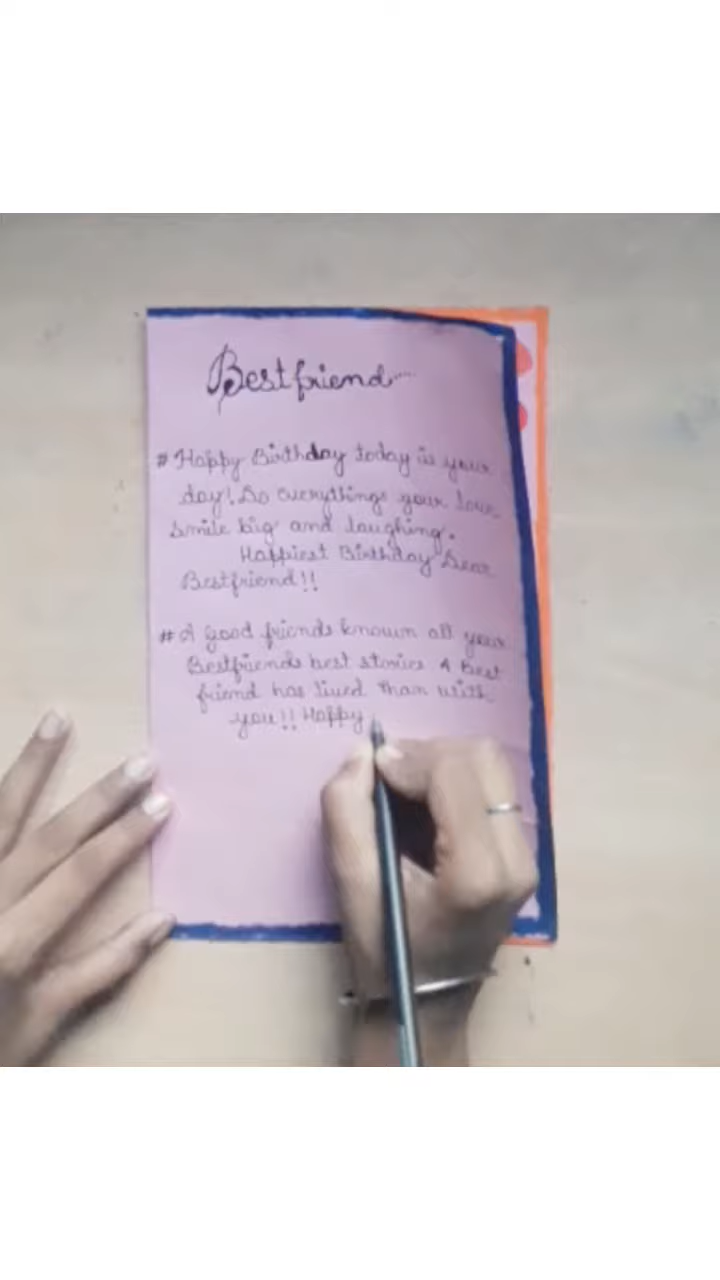 Bestfriend....
# Happy Birthday today is your
day! Do everythings your love
smile big and laughing.
Happiest Birthday Dear
Bestfriend!!
# A good friends known all your
Bestfriends best stories A Best
friend has lived than with
you!! Happy